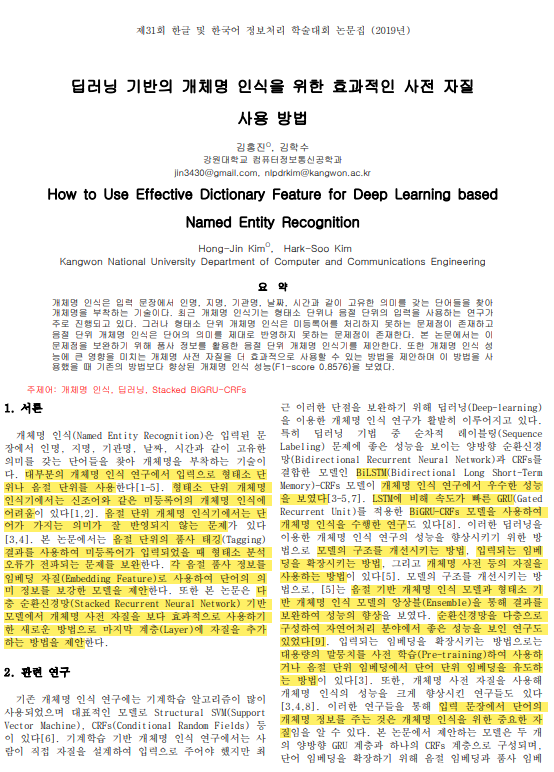 제31회 한글 및 한국어 정보처리 학술대회 논문집 (2019년)
딥러닝 기반의 개체명 인식을 위한 효과적인 사전 자질
사용 방법
김홍진○, 김학수
강원대학교 컴퓨터정보통신공학과
jin3430@gmail.com, nlpdrkim@kangwon.ac.kr
How to Use Effective Dictionary Feature for Deep Learning based
Named Entity Recognition
Hong-Jin Kim○, Hark-Soo Kim
Kangwon National University Department of Computer and Communications Engineering
요 약
개체명 인식은 입력 문장에서 인명, 지명, 기관명, 날짜, 시간과 같이 고유한 의미를 갖는 단어들을 찾아
개체명을 부착하는 기술이다. 최근 개체명 인식기는 형태소 단위나 음절 단위의 입력을 사용하는 연구가
주로 진행되고 있다. 그러나 형태소 단위 개체명 인식은 미등록어를 처리하지 못하는 문제점이 존재하고
음절 단위 개체명 인식은 단어의 의미를 제대로 반영하지 못하는 문제점이 존재한다. 본 논문에서는 이
문제점을 보완하기 위해 품사 정보를 활용한 음절 단위 개체명 인식기를 제안한다. 또한 개체명 인식 성
능에 큰 영향을 미치는 개체명 사전 자질을 더 효과적으로 사용할 수 있는 방법을 제안하며 이 방법을 사
용했을 때 기존의 방법보다 향상된 개체명 인식 성능(F1-score 0.8576)을 보였다.
주제어: 개체명 인식, 딥러닝, Stacked BiGRU-CRFs
1. 서론
개체명 인식(Named Entity Recognition)은 입력된 문
장에서 인명, 지명, 기관명, 날짜, 시간과 같이 고유한
의미를 갖는 단어들을 찾아 개체명을 부착하는 기술이
다. 대부분의 개체명 인식 연구에서 입력으로 형태소 단
위나 음절 단위를 사용한다[1-5]. 형태소 단위 개체명
인식기에서는 신조어와 같은 미등록어의 개체명 인식에
어려움이 있다[1,2]. 음절 단위 개체명 인식기에서는 단
어가 가지는 의미가 잘 반영되지 않는 문제가 있다
[3,4]. 본 논문에서는 음절 단위의 품사 태깅(Tagging)
결과를 사용하여 미등록어가 입력되었을 때 형태소 분석
오류가 전파되는 문제를 보완한다. 각 음절 품사 정보를
임베딩 자질(Embedding Feature)로 사용하여 단어의 의
미 정보를 보강한 모델을 제안한다. 또한 본 논문은 다
층 순환신경망(Stacked Recurrent Neural Network) 기반
모델에서 개체명 사전 자질을 보다 효과적으로 사용하기
한 새로운 방법으로 마지막 계층(Layer)에 자질을 추가
하는 방법을 제안한다.
2. 관련 연구
기존 개체명 인식 연구에는 기계학습 알고리즘이 많이
사용되었으며 대표적인 모델로 Structural SVM(Support
Vector Machine), CRFs(Conditional Random Fields) 등
이 있다[6]. 기계학습 기반 개체명 인식 연구에서는 사
람이 직접 자질을 설계하여 입력으로 주어야 했지만 최
근 이러한 단점을 보완하기 위해 딥러닝(Deep-learning)
을 이용한 개체명 인식 연구가 활발히 이루어지고 있다.
특히 딥러닝 기법 중 순차적 레이블링(Sequence
Labeling) 문제에 좋은 성능을 보이는 양방향 순환신경
망(Bidirectional Recurrent Neural Network)과 CRFs를
결합한 모델인 BiLSTM(Bidirectional Long Short-Term
Memory)-CRFs 모델이 개체명 인식 연구에서 우수한 성능
을 보였다[3-5,7]. LSTM에 비해 속도가 빠른 GRU(Gated
Recurrent Unit)를 적용한 BiGRU-CRFs 모델을 사용하여
개체명 인식을 수행한 연구도 있다[8]. 이러한 딥러닝을
이용한 개체명 인식 연구의 성능을 향상시키기 위한 방
법으로 모델의 구조를 개선시키는 방법, 입력되는 임베
딩을 확장시키는 방법, 그리고 개체명 사전 등의 자질을
사용하는 방법이 있다[5]. 모델의 구조를 개선시키는 방
법으로, [5]는 음절 기반 개체명 인식 모델과 형태소 기
반 개체명 인식 모델의 앙상블(Ensemble)을 통해 결과를
보완하여 성능의 향상을 보였다. 순환신경망을 다층으로
구성하여 자연어처리 분야에서 좋은 성능을 보인 연구도
있었다[9]. 입력되는 임베딩을 확장시키는 방법으로는
대용량의 말뭉치를 사전 학습(Pre-training)하여 사용하
거나 음절 단위 임베딩에서 단어 단위 임베딩을 유도하
는 방법이 있다[3]. 또한, 개체명 사전 자질을 사용해
개체명 인식의 성능을 크게 향상시킨 연구들도 있다
[3,4,8]. 이러한 연구들을 통해 입력 문장에서 단어의
개체명 정보를 주는 것은 개체명 인식을 위한 중요한 자
질임을 알 수 있다. 본 논문에서 제안하는 모델은 두 개
의 양방향 GRU 계층과 하나의 CRFs 계층으로 구성되며,
단어 임베딩을 확장하기 위해 음절 임베딩과 품사 임베